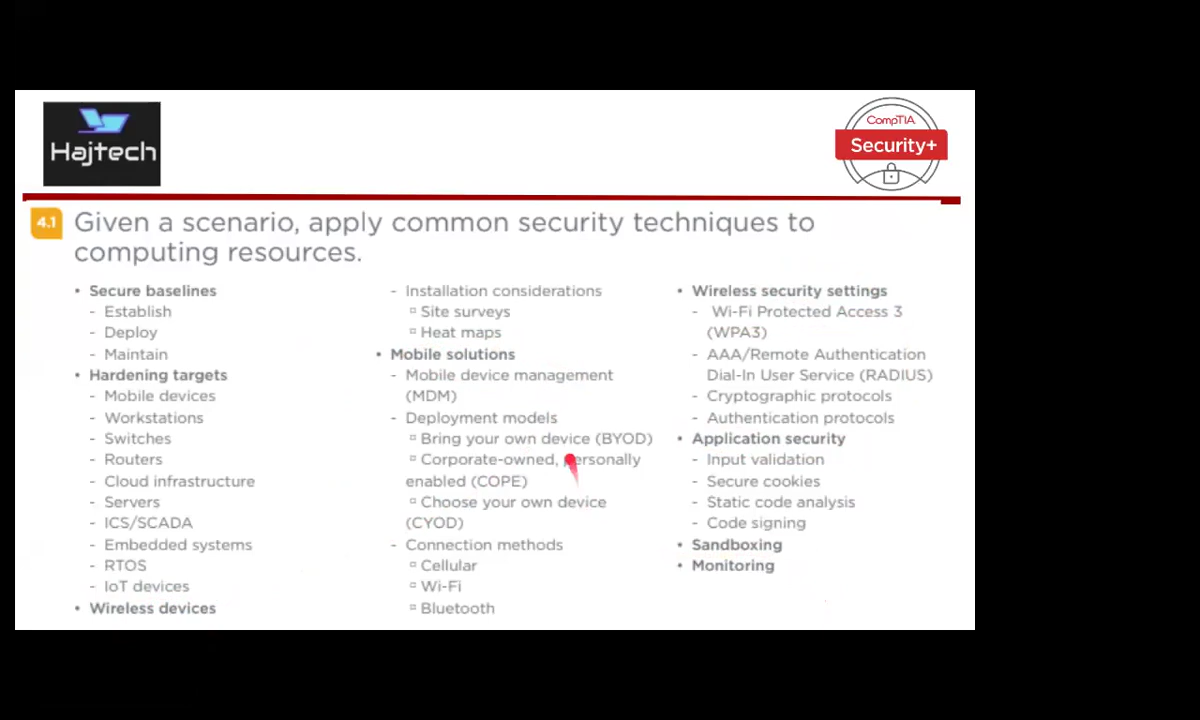 Hajtech
CompTIA
Security+
4.1
Given a scenario, apply common security techniques to
computing resources.
• Secure baselines
- Establish
- Deploy
- Maintain
• Hardening targets
- Mobile devices
- Workstations
- Switches
- Routers
- Cloud infrastructure
- Servers
- ICS/SCADA
- Embedded systems
- RTOS
- IoT devices
• Wireless devices
- Installation considerations
▫ Site surveys
▫ Heat maps
• Mobile solutions
- Mobile device management
(MDM)
- Deployment models
▫ Bring your own device (BYOD)
▫ Corporate-owned, personally
enabled (COPE)
▫ Choose your own device
(CYOD)
- Connection methods
▫ Cellular
▫ Wi-Fi
▫ Bluetooth
• Wireless security settings
- Wi-Fi Protected Access 3
(WPA3)
- AAA/Remote Authentication
Dial-In User Service (RADIUS)
- Cryptographic protocols
- Authentication protocols
• Application security
- Input validation
- Secure cookies
- Static code analysis
- Code signing
• Sandboxing
• Monitoring